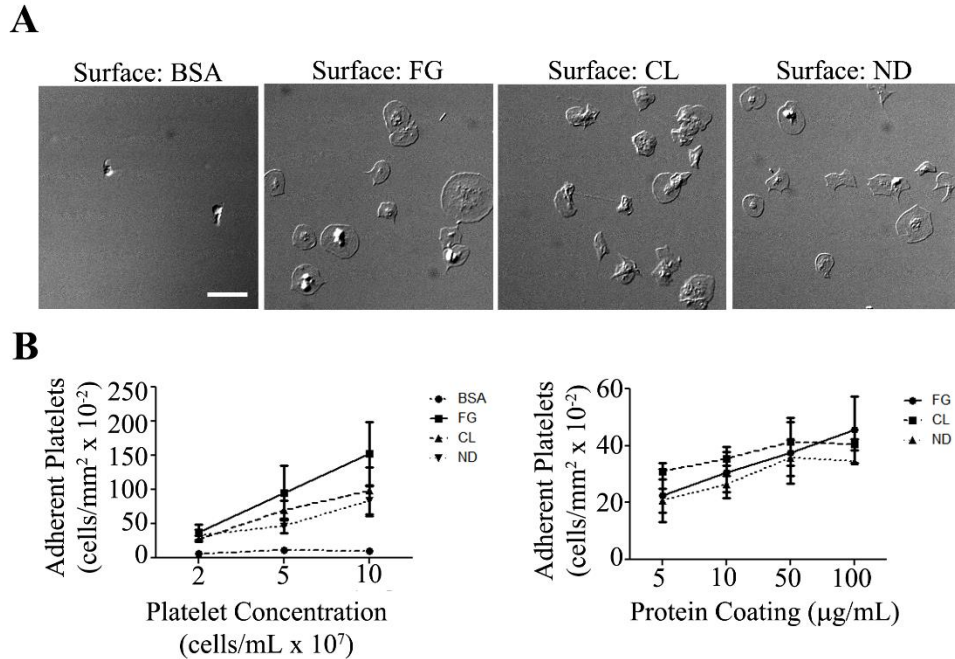 A
Surface: BSA
Surface: FG
Surface: CL
Surface: ND
B
Adherent Platelets
(cells/mm² x 10⁻²)
250
200
150
100
50
0
2
5
10
Platelet Concentration
(cells/mL x 10⁷)
BSA
FG
CL
ND
Adherent Platelets
(cells/mm² x 10⁻²)
60
40
20
0
5
10
50
100
Protein Coating (µg/mL)
FG
CL
ND